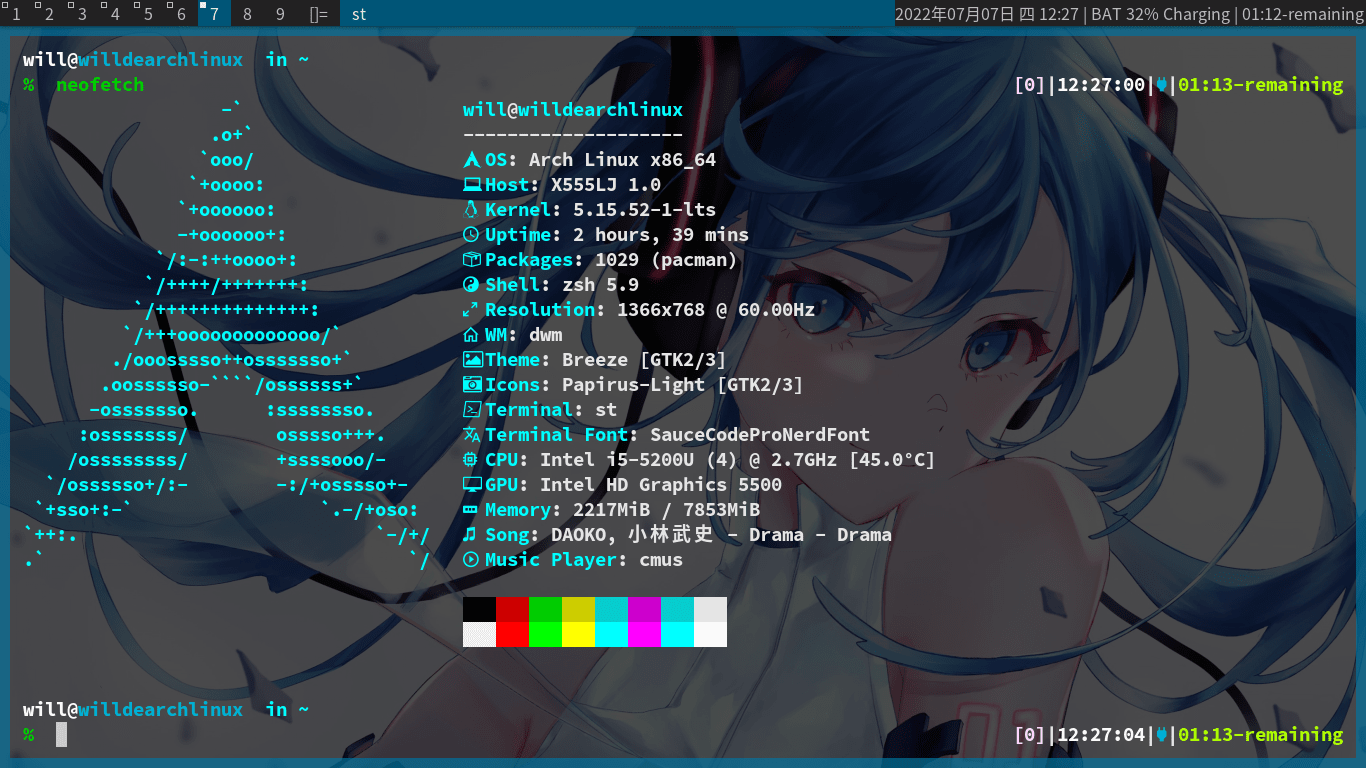 1 2 3 4 5 6 7 8 9 []= st 2022年07月07日 四 12:27 | BAT 32% Charging | 01:12-remaining
will@willdearchlinux in ~
% neofetch [0]|12:27:00| |01:13-remaining
-` will@willdearchlinux
.o+` --------------------
`ooo/ OS: Arch Linux x86_64
`+oooo: Host: X555LJ 1.0
`+oooooo: Kernel: 5.15.52-1-lts
-+oooooo+: Uptime: 2 hours, 39 mins
`/:-:++oooo+: Packages: 1029 (pacman)
`/++++/+++++++: Shell: zsh 5.9
`/++++++++++++++: Resolution: 1366x768 @ 60.00Hz
`/+++ooooooooooooo/` WM: dwm
./ooosssso++osssssso+` Theme: Breeze [GTK2/3]
.oossssso-````/ossssss+` Icons: Papirus-Light [GTK2/3]
-osssssso. :ssssssso. Terminal: st
:osssssss/ osssso+++. Terminal Font: SauceCodeProNerdFont
/ossssssss/ +ssssooo/- CPU: Intel i5-5200U (4) @ 2.7GHz [45.0°C]
`/ossssso+/:- -:/+osssso+- GPU: Intel HD Graphics 5500
`+sso+:-` `.-/+oso: Memory: 2217MiB / 7853MiB
`++:. `-/+/ Song: DAOKO, 小林武史 - Drama - Drama
.` `/ Music Player: cmus
01
will@willdearchlinux in ~
% [0]|12:27:04| |01:13-remaining